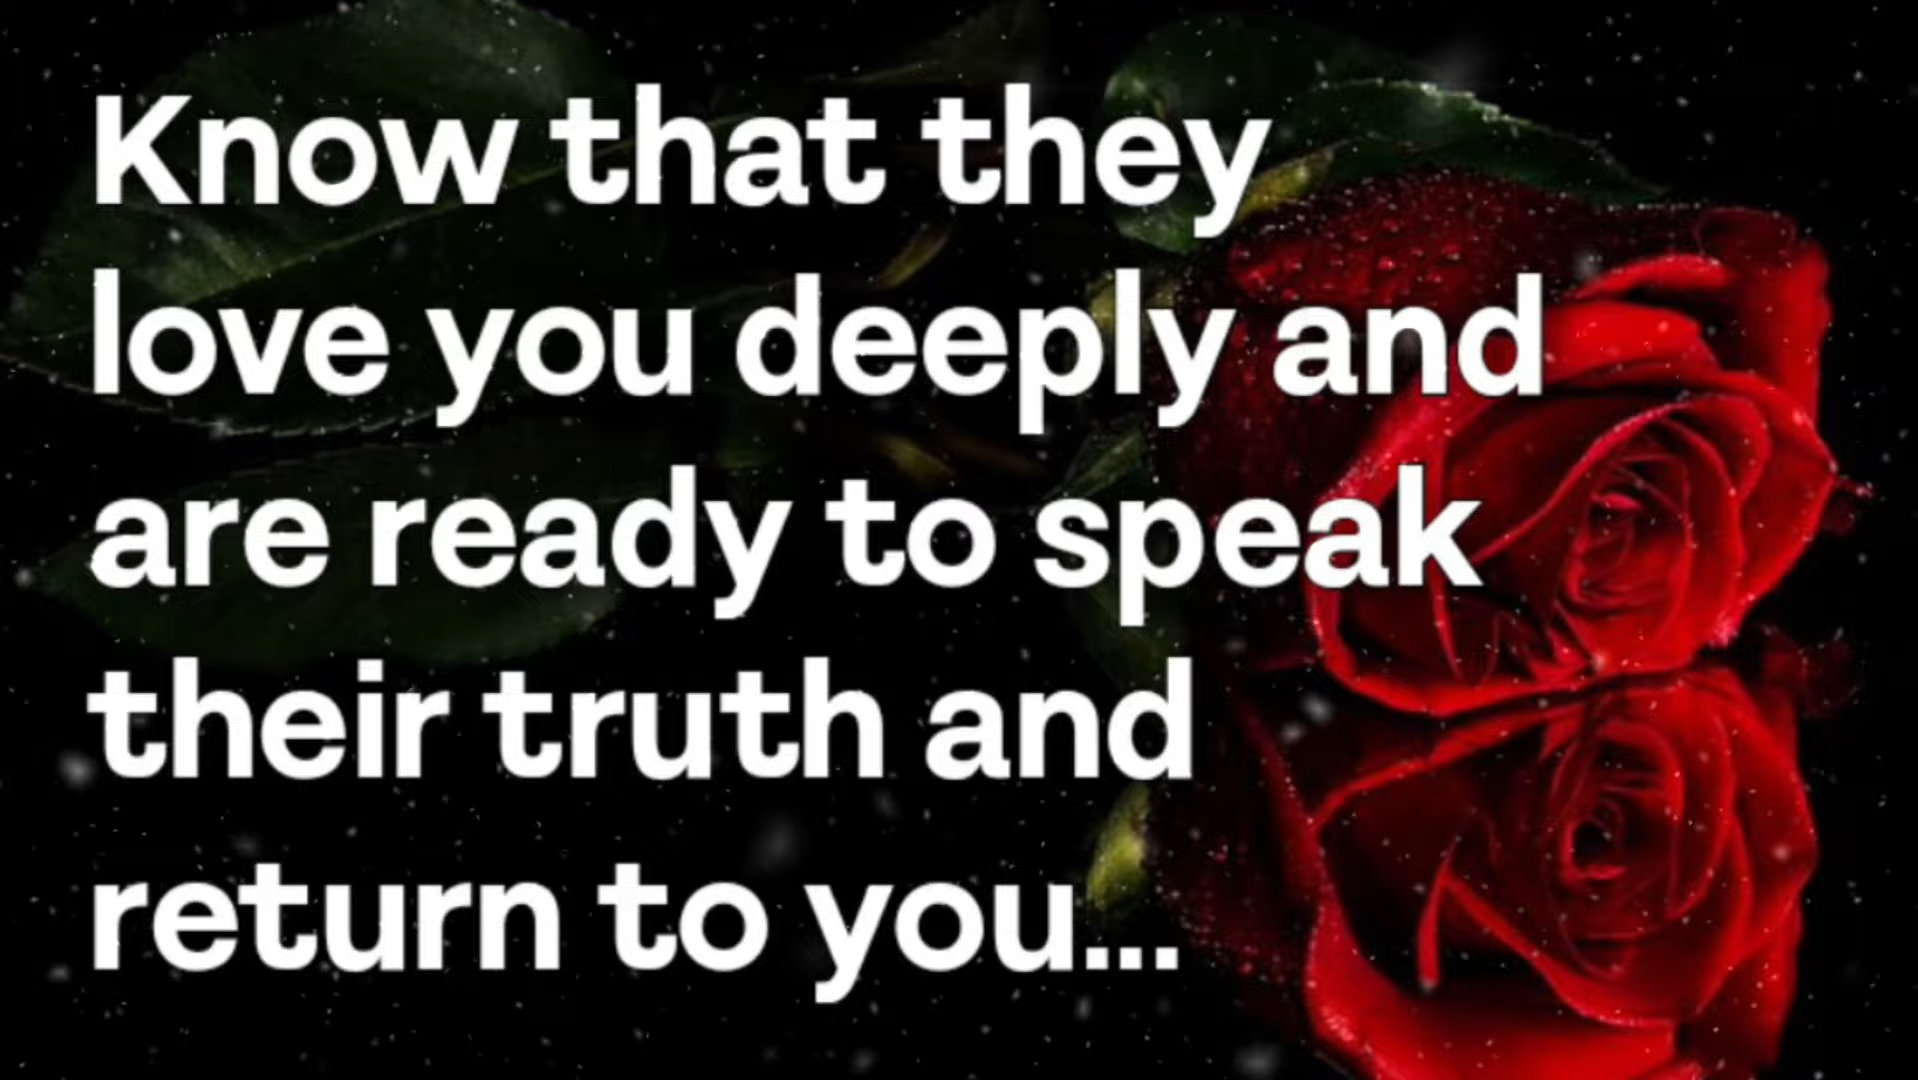 Know that they
love you deeply and
are ready to speak
their truth and
return to you...